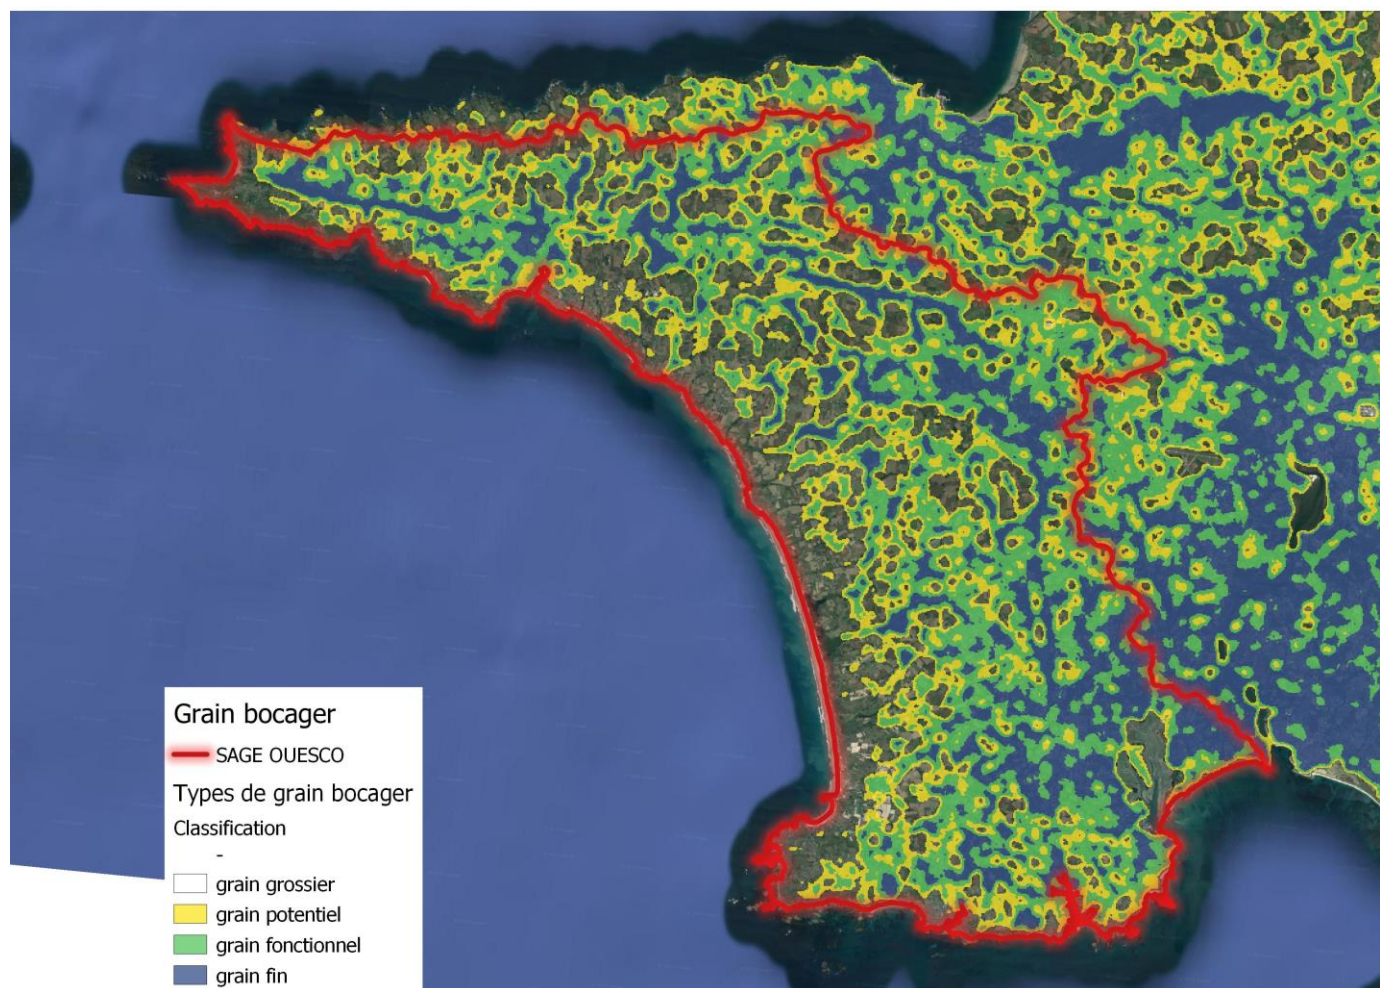 Grain bocager
SAGE OUESCO
Types de grain bocager
Classification
-
grain grossier
grain potentiel
grain fonctionnel
grain fin